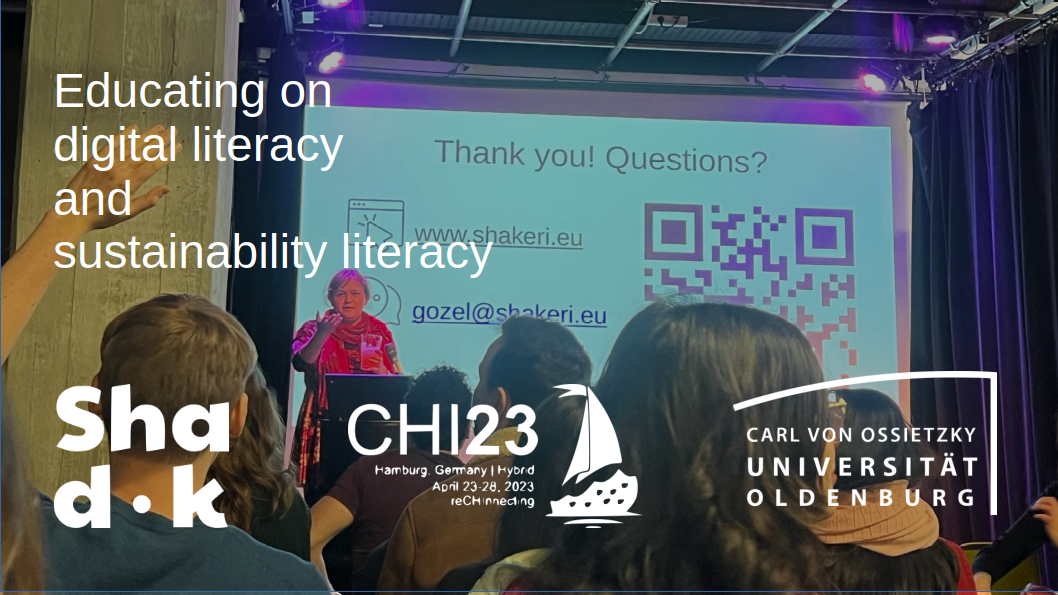 Educating on
digital literacy
and
sustainability literacy
Thank you! Questions?
www.shakeri.eu
gozel@shakeri.eu
Sha
d·k
CHI23
Hamburg, Germany | Hybrid
April 23-28, 2023
reCHInnecting
CARL VON OSSIETZKY
UNIVERSITÄT
OLDENBURG